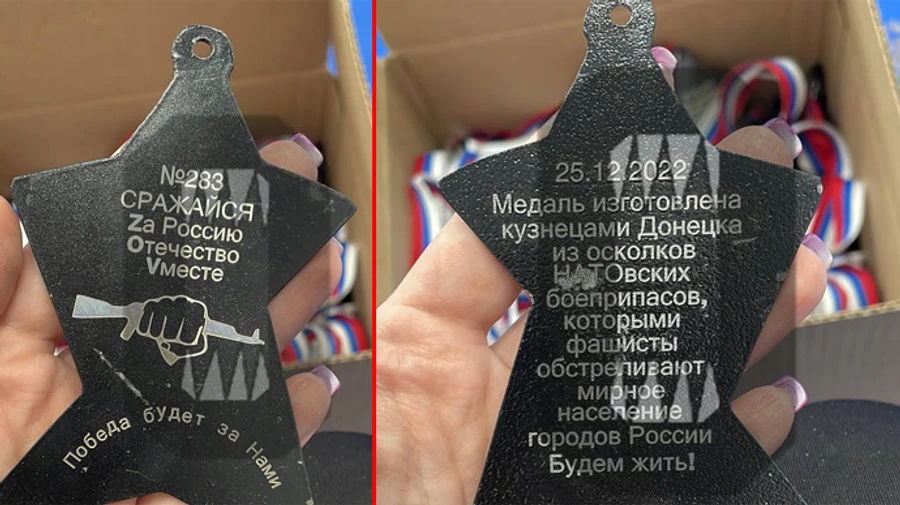 №283
СРАЖАЙСЯ
Zа Россию
Отечество
Vместе
Победа будет за Нами
25.12.2022
Медаль изготовлена
кузнецами Донецка
из осколков
НАТОвских
боеприпасов,
которыми
фашисты
обстреливают
мирное
население
городов России
Будем жить!